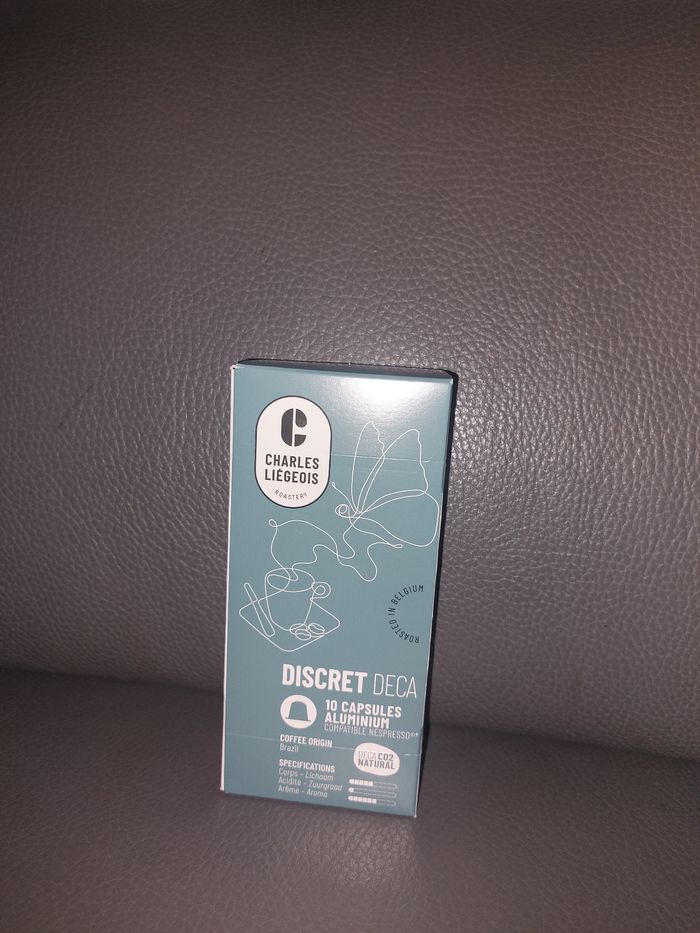 C
CHARLES
LIÉGEOIS
ROASTERY
ROASTED IN BELGIUM
DISCRET DECA
10 CAPSULES
ALUMINIUM
COMPATIBLE NESPRESSO®*
COFFEE ORIGIN
Brazil
DECA CO2
NATURAL
SPECIFICATIONS
Corps - Lichaam
Acidité - Zuurgraad
Arôme - Aroma